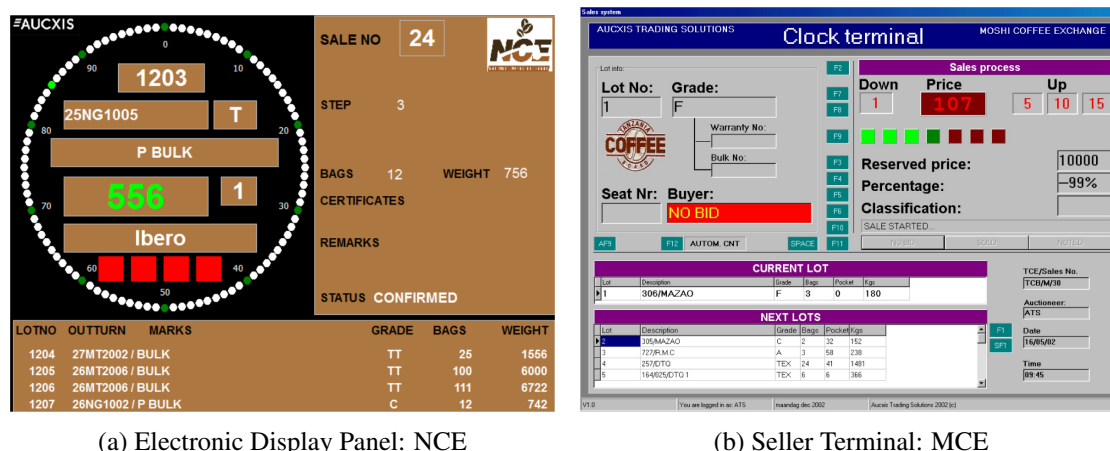 AUCXIS
0
10
20
30
40
50
60
70
80
90
1203
25NG1005 T
P BULK
556 1
Ibero
SALE NO 24
NCE
STEP 3
BAGS 12 WEIGHT 756
CERTIFICATES
REMARKS
STATUS CONFIRMED
LOTNO OUTTURN MARKS GRADE BAGS WEIGHT
1204 27MT2002 / BULK TT 25 1556
1205 26MT2006 / BULK TT 100 6000
1206 26MT2006 / BULK TT 111 6722
1207 26NG1002 / P BULK C 12 742
(a) Electronic Display Panel: NCE
Sales system
AUCXIS TRADING SOLUTIONS Clock terminal MOSHI COFFEE EXCHANGE
Lot info:
Lot No: Grade:
1 F
TANZANIA
COFFEE
BOARD
Warranty No:
Bulk No:
Seat Nr: Buyer:
NO BID
AF9 F12 AUTOM. CNT SPACE F11
F2
F7
F8
F9
F3
F4
F5
F6
F10
Sales process
Down Price Up
1 107 5 10 15
Reserved price: 10000
Percentage: -99%
Classification:
SALE STARTED...
NO BID SOLD NOTED
CURRENT LOT
Lot Description Grade Bags Pocket Kgs
1 306/MAZAO F 3 0 180
NEXT LOTS
Lot Description Grade Bags Pocket Kgs
2 305/MAZAO C 2 32 152
3 727/R.M.C A 3 58 238
4 257/DTQ TEX 24 41 1481
5 164/025/DTQ 1 TEX 6 6 366
F1
SF1
TCE/Sales No.
TCB/M/30
Auctioneer:
ATS
Date
16/05/02
Time
09:45
V1.0 You are logged in as: ATS maandag dec 2002 Aucxis Trading Solutions 2002 (c)
(b) Seller Terminal: MCE